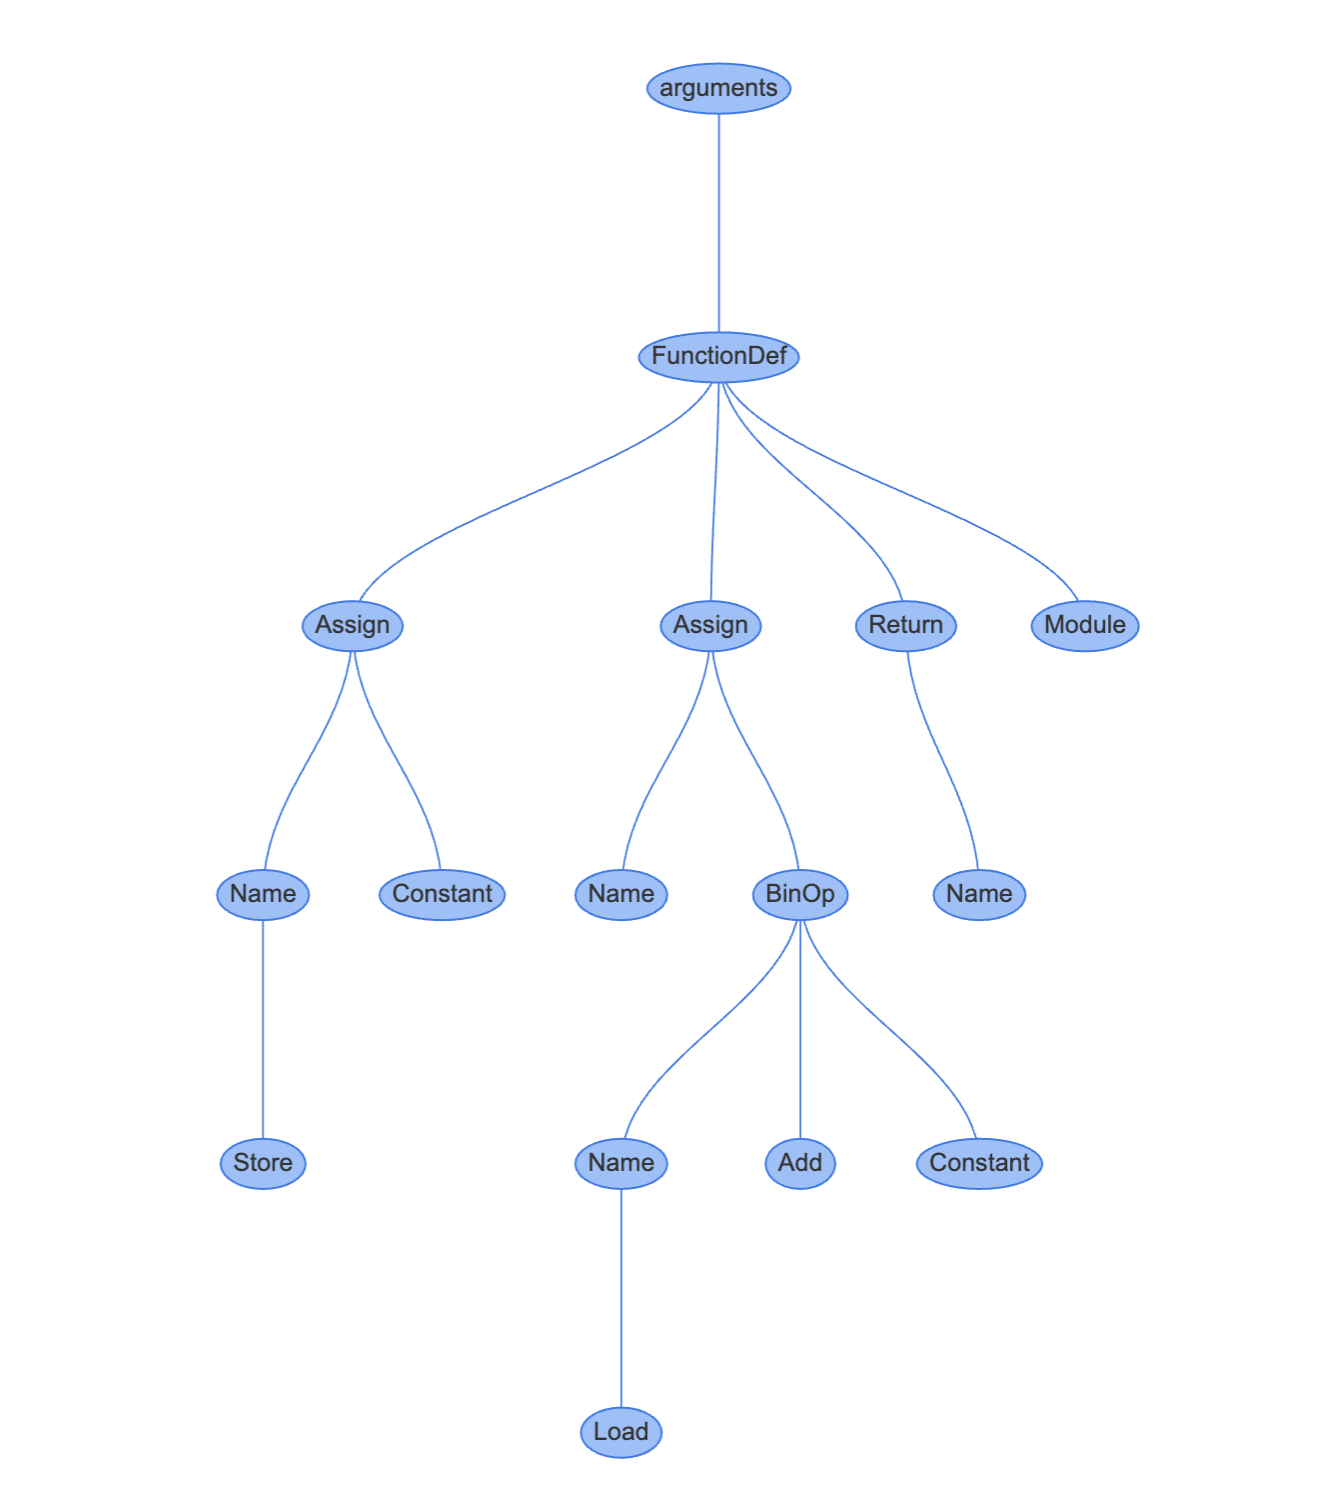 arguments
FunctionDef
Assign
Assign
Return
Module
Name
Constant
Name
BinOp
Name
Store
Name
Add
Constant
Load